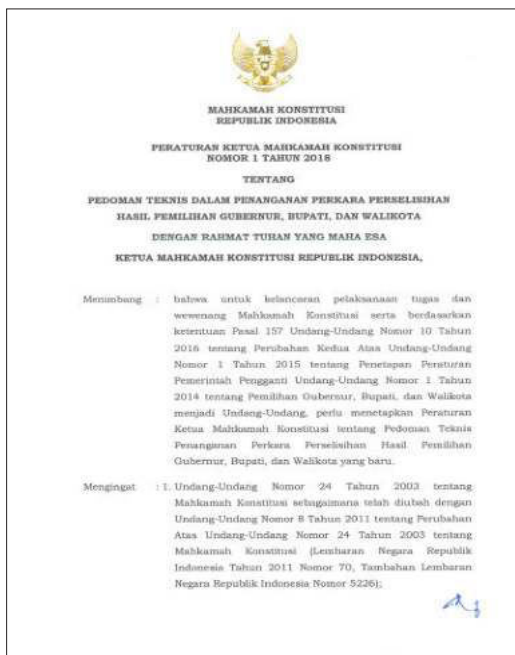 MAHKAMAH KONSTITUSI
REPUBLIK INDONESIA
PERATURAN KETUA MAHKAMAH KONSTITUSI
NOMOR 1 TAHUN 2018
TENTANG
PEDOMAN TEKNIS DALAM PENANGANAN PERKARA PERSELISIHAN
HASIL PEMILIHAN GUBERNUR, BUPATI, DAN WALIKOTA
DENGAN RAHMAT TUHAN YANG MAHA ESA
KETUA MAHKAMAH KONSTITUSI REPUBLIK INDONESIA,
Menimbang : bahwa untuk kelancaran pelaksanaan tugas dan
wewenang Mahkamah Konstitusi serta berdasarkan
ketentuan Pasal 157 Undang-Undang Nomor 10 Tahun
2016 tentang Perubahan Kedua Atas Undang-Undang
Nomor 1 Tahun 2015 tentang Penetapan Peraturan
Pemerintah Pengganti Undang-Undang Nomor 1 Tahun
2014 tentang Pemilihan Gubernur, Bupati, dan Walikota
menjadi Undang-Undang, perlu menetapkan Peraturan
Ketua Mahkamah Konstitusi tentang Pedoman Teknis
Penanganan Perkara Perselisihan Hasil Pemilihan
Gubernur, Bupati, dan Walikota yang baru.
Mengingat : 1. Undang-Undang Nomor 24 Tahun 2003 tentang
Mahkamah Konstitusi sebagaimana telah diubah dengan
Undang-Undang Nomor 8 Tahun 2011 tentang Perubahan
Atas Undang-Undang Nomor 24 Tahun 2003 tentang
Mahkamah Konstitusi (Lembaran Negara Republik
Indonesia Tahun 2011 Nomor 70, Tambahan Lembaran
Negara Republik Indonesia Nomor 5226);